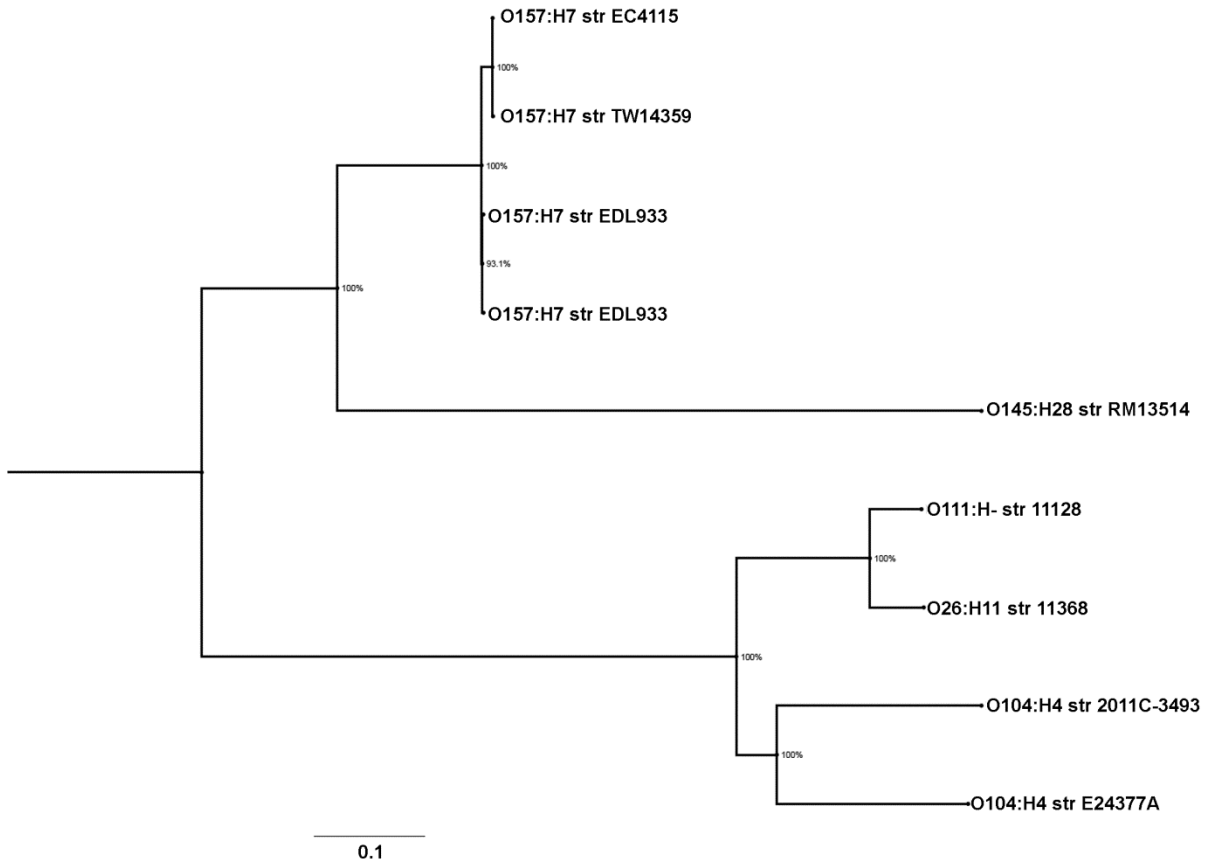 O157:H7 str EC4115
100%
O157:H7 str TW14359
100%
O157:H7 str EDL933
93.1%
100%
O157:H7 str EDL933
O145:H28 str RM13514
O111:H- str 11128
100%
O26:H11 str 11368
100%
O104:H4 str 2011C-3493
100%
O104:H4 str E24377A
0.1